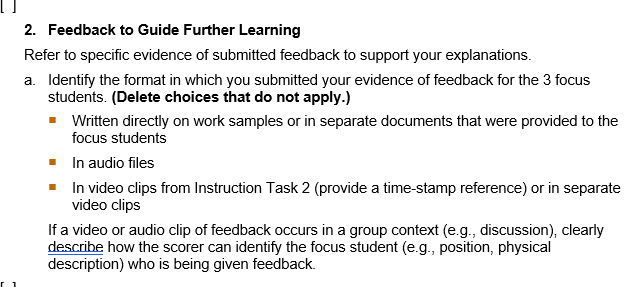 [ ]
2. Feedback to Guide Further Learning
Refer to specific evidence of submitted feedback to support your explanations.
a. Identify the format in which you submitted your evidence of feedback for the 3 focus
students. (Delete choices that do not apply.)
▪ Written directly on work samples or in separate documents that were provided to the
focus students
▪ In audio files
▪ In video clips from Instruction Task 2 (provide a time-stamp reference) or in separate
video clips
If a video or audio clip of feedback occurs in a group context (e.g., discussion), clearly
describe how the scorer can identify the focus student (e.g., position, physical
description) who is being given feedback.
[ ]